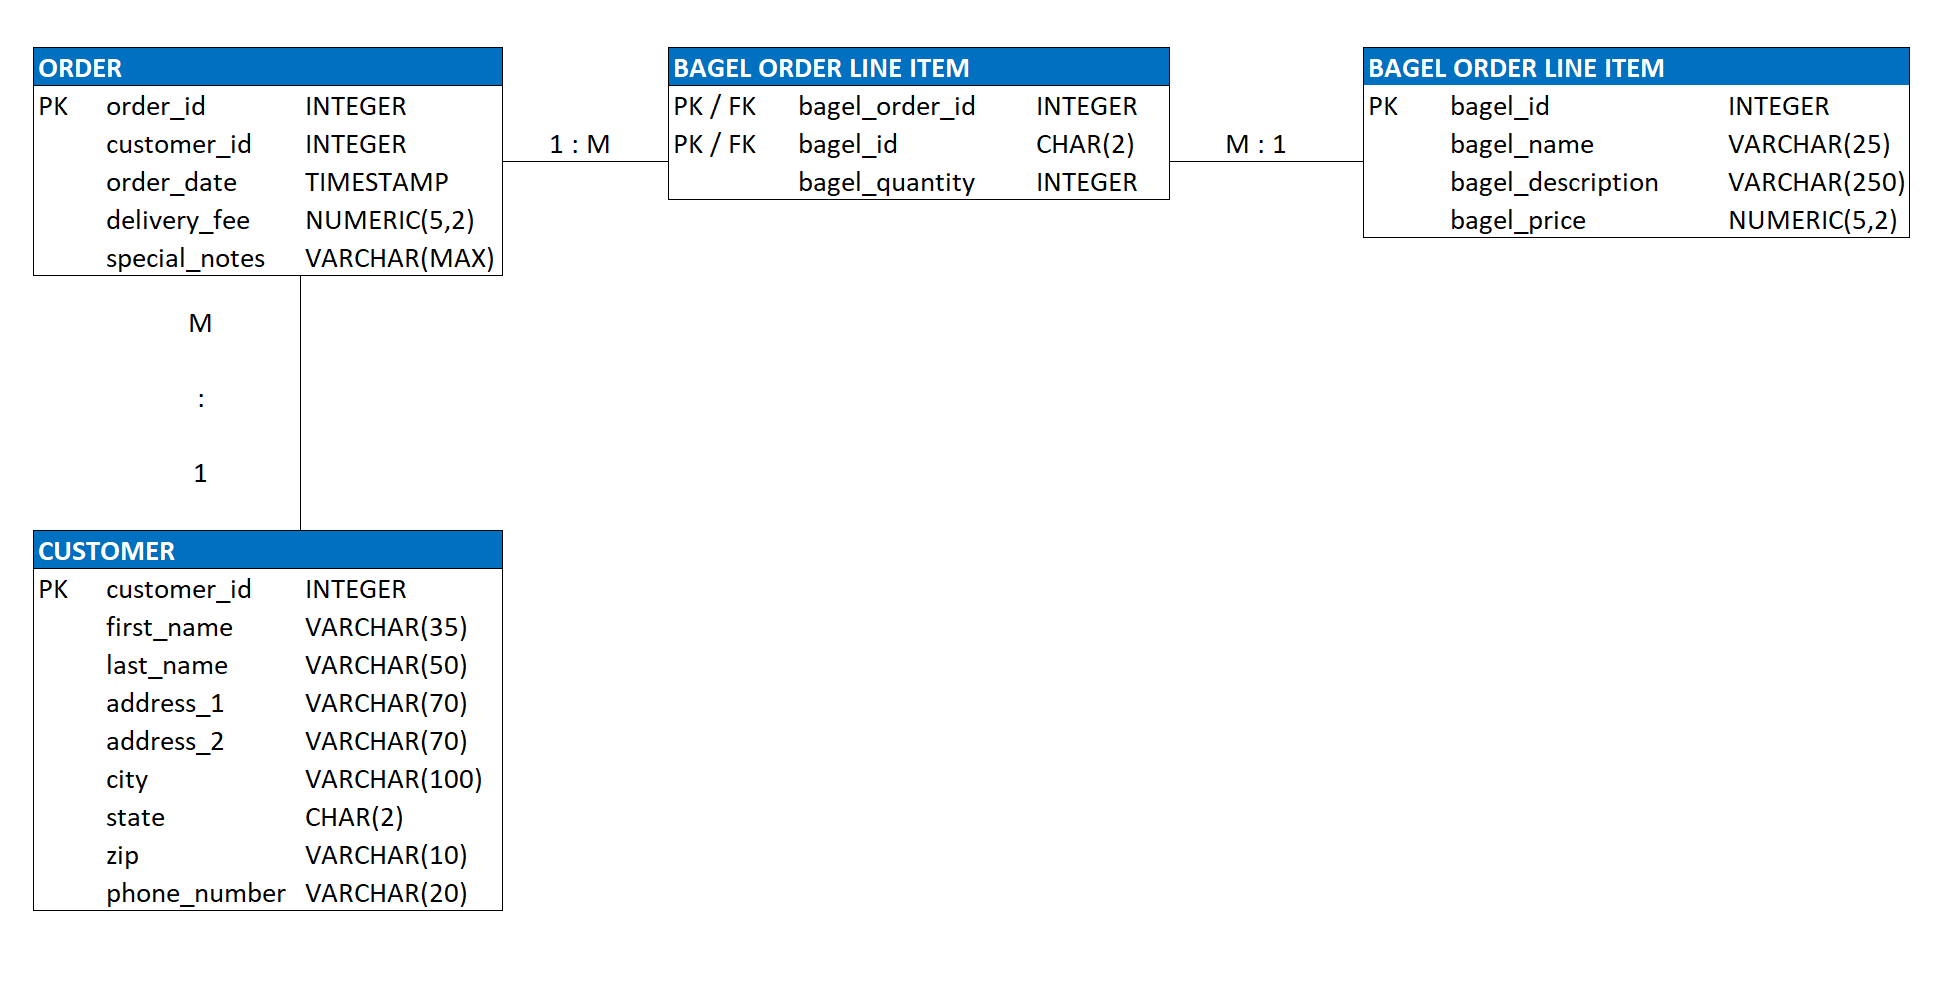 ORDER
PK order_id INTEGER
customer_id INTEGER
order_date TIMESTAMP
delivery_fee NUMERIC(5,2)
special_notes VARCHAR(MAX)
1 : M
BAGEL ORDER LINE ITEM
PK / FK bagel_order_id INTEGER
PK / FK bagel_id CHAR(2)
bagel_quantity INTEGER
M : 1
BAGEL ORDER LINE ITEM
PK bagel_id INTEGER
bagel_name VARCHAR(25)
bagel_description VARCHAR(250)
bagel_price NUMERIC(5,2)
M
:
1
CUSTOMER
PK customer_id INTEGER
first_name VARCHAR(35)
last_name VARCHAR(50)
address_1 VARCHAR(70)
address_2 VARCHAR(70)
city VARCHAR(100)
state CHAR(2)
zip VARCHAR(10)
phone_number VARCHAR(20)